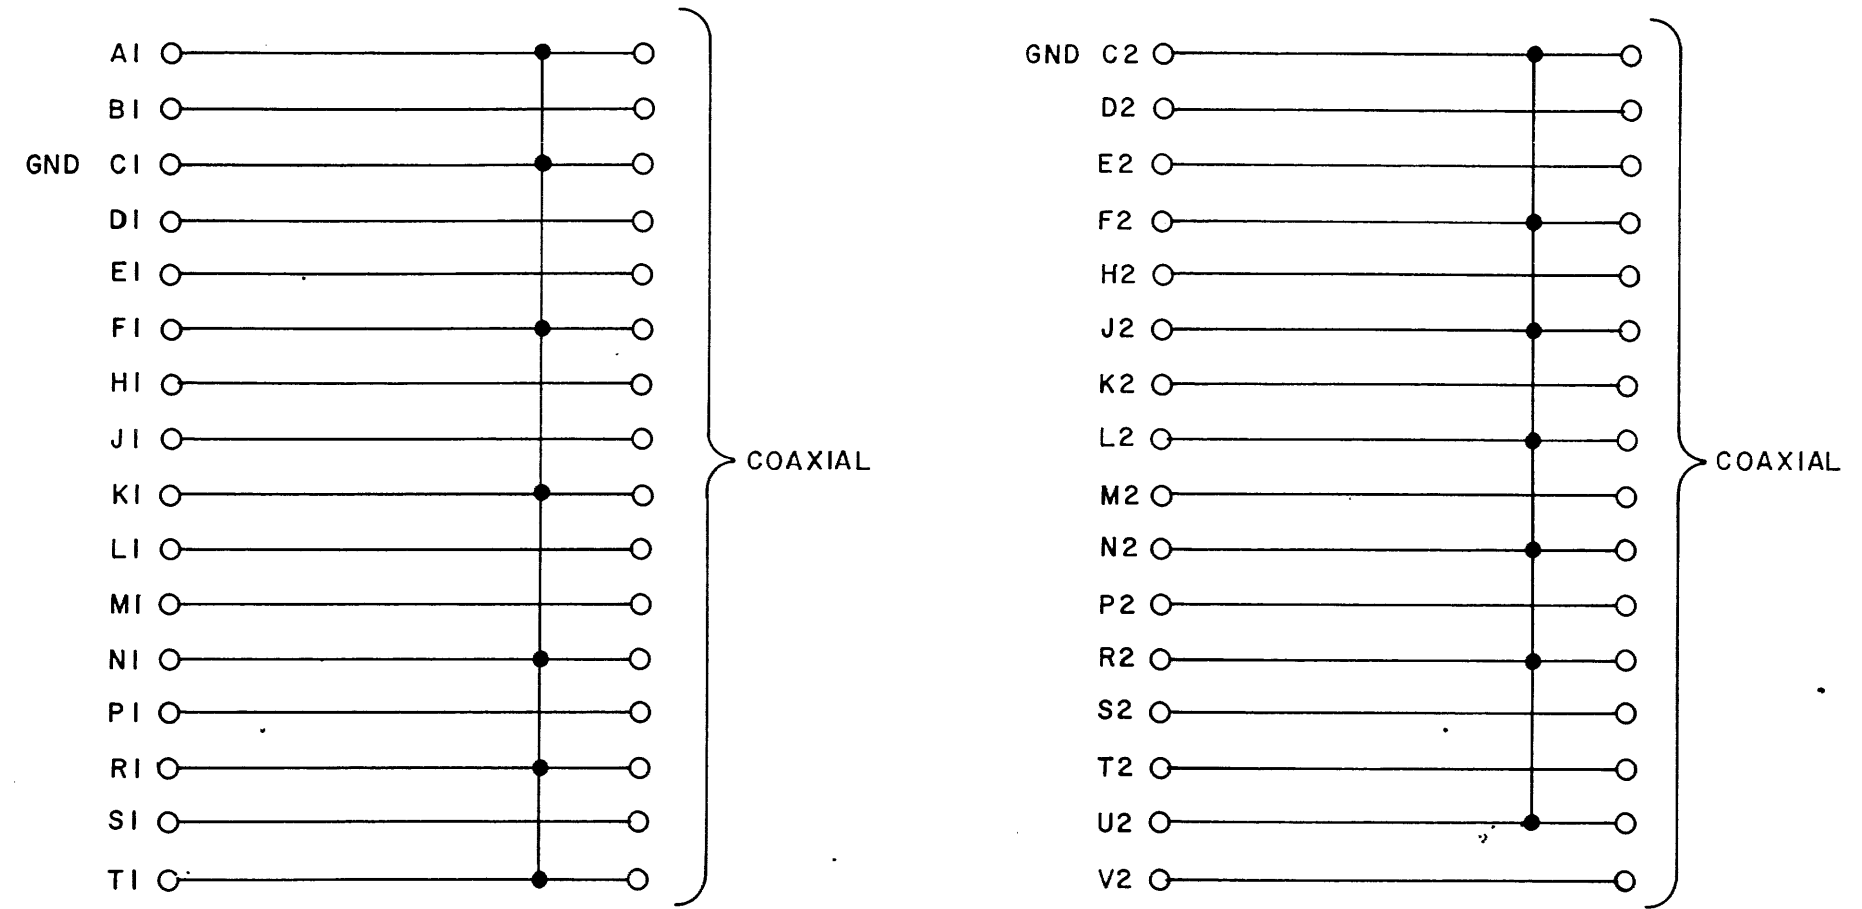 A1
B1
GND C1
D1
E1
F1
H1
J1
K1
L1
M1
N1
P1
R1
S1
T1
COAXIAL
GND C2
D2
E2
F2
H2
J2
K2
L2
M2
N2
P2
R2
S2
T2
U2
V2
COAXIAL